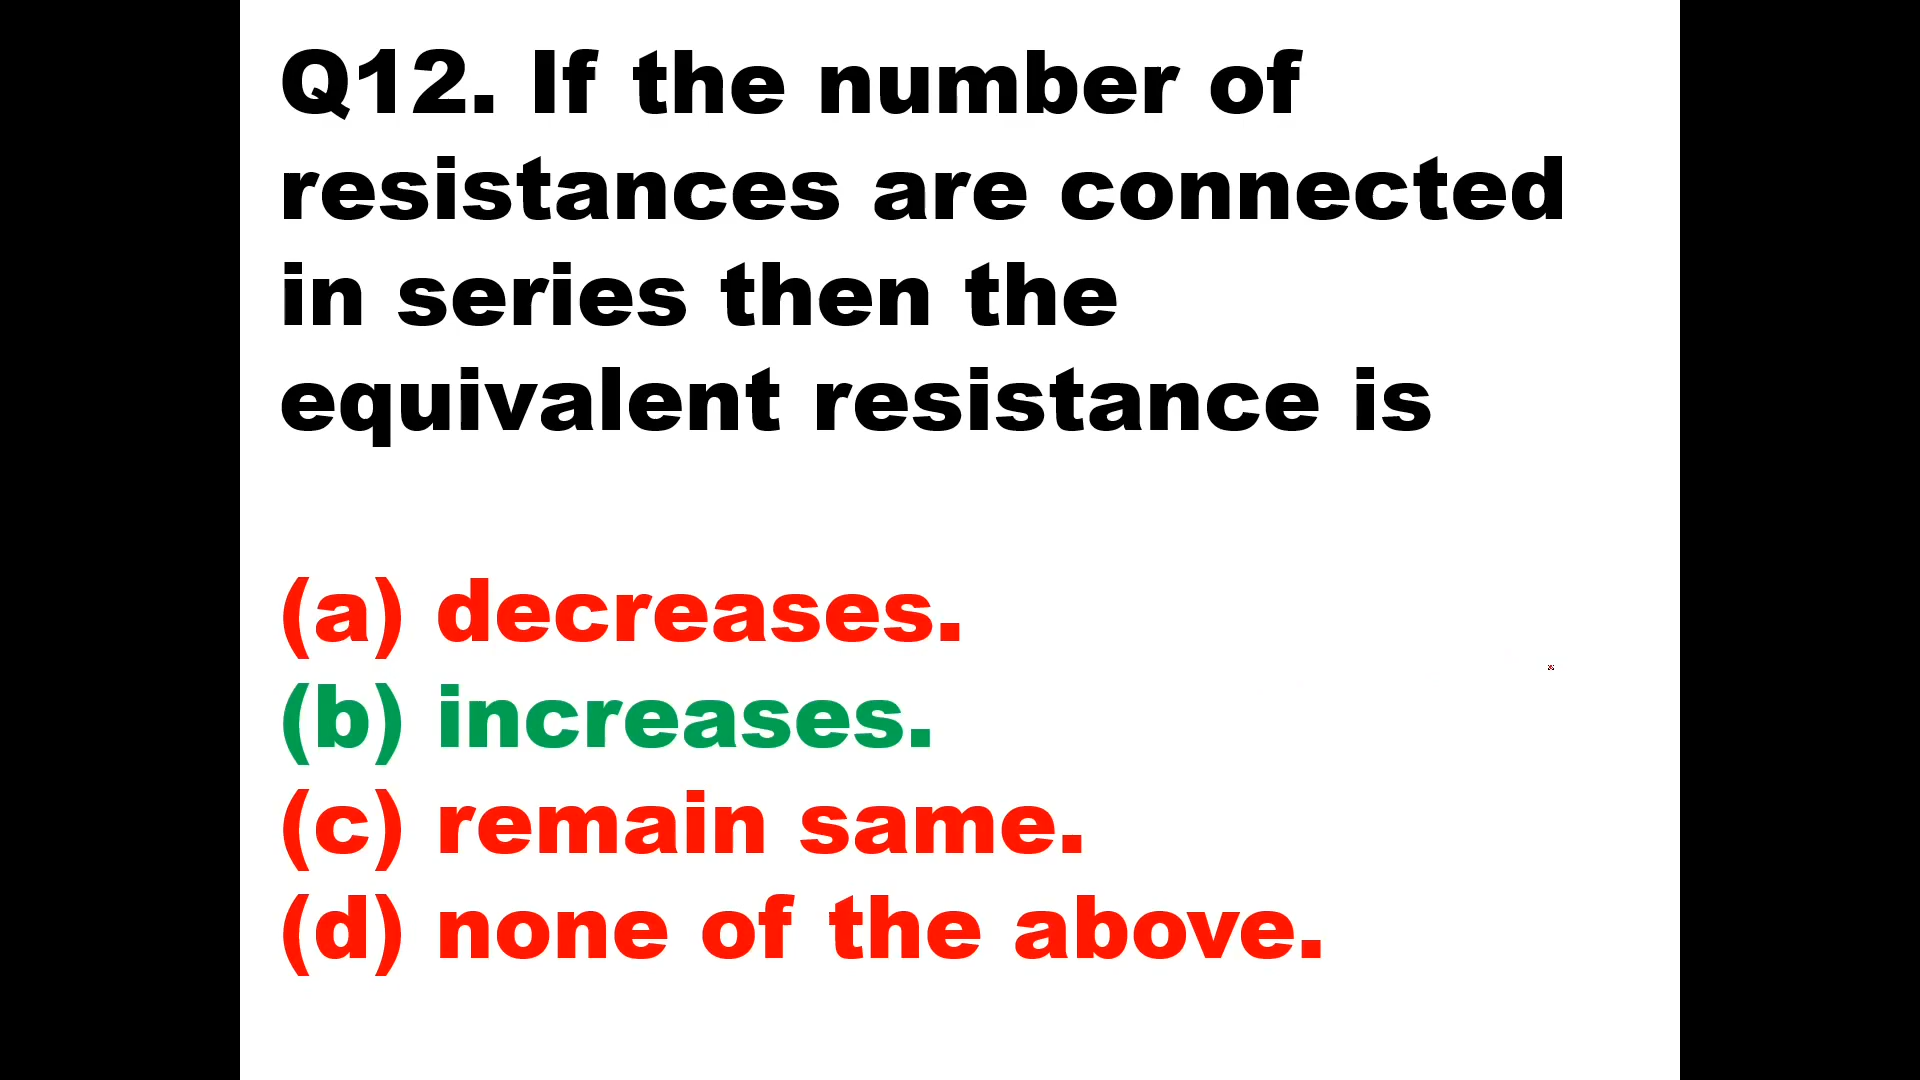 Q12. If the number of
resistances are connected
in series then the
equivalent resistance is
(a) decreases.
(b) increases.
(c) remain same.
(d) none of the above.